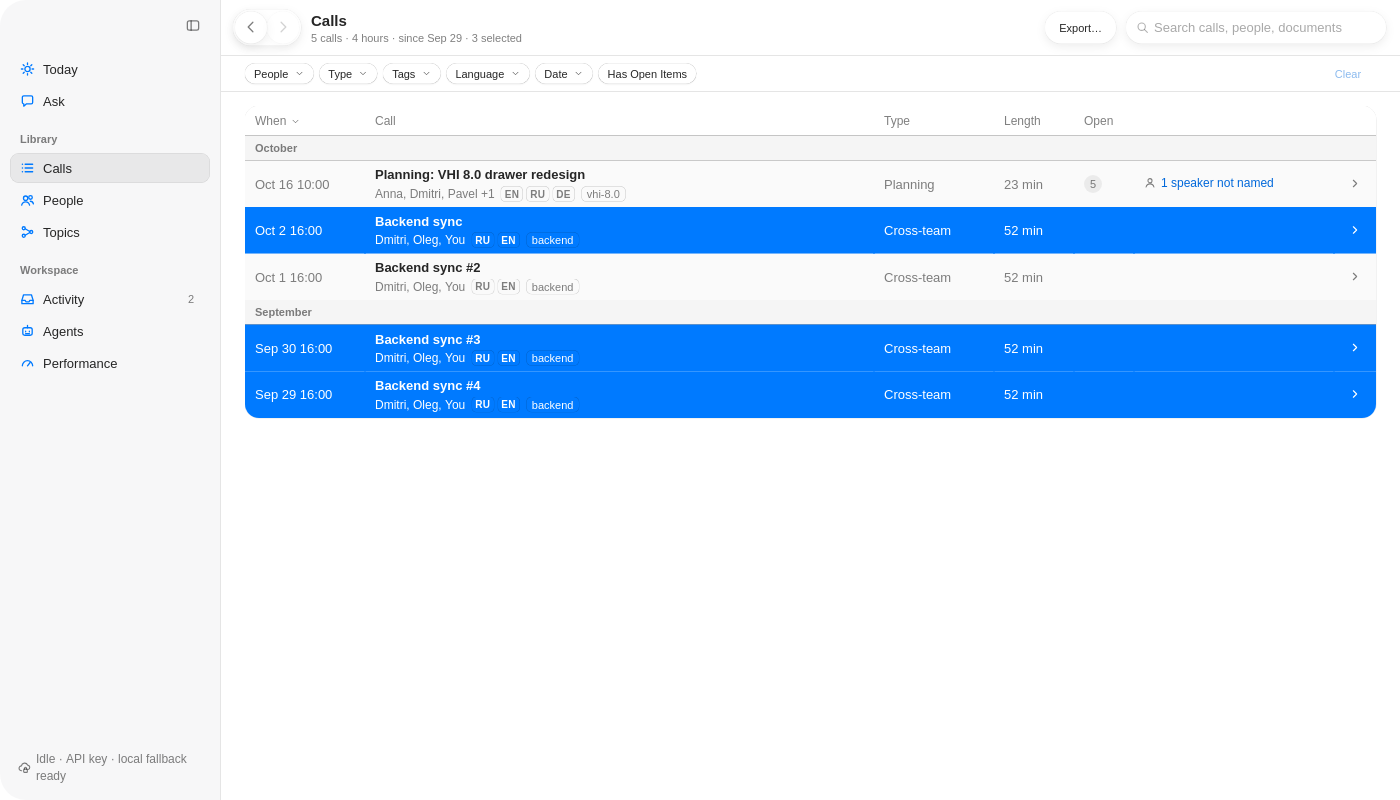 Calls
5 calls · 4 hours · since Sep 29 · 3 selected
Export…
Search calls, people, documents
Today
Ask
Library
Calls
People
Topics
Workspace
Activity 2
Agents
Performance
Idle · API key · local fallback
ready
People Type Tags Language Date Has Open Items Clear
When Call Type Length Open
October
Oct 16 10:00 Planning: VHI 8.0 drawer redesign Planning 23 min 5 1 speaker not named
Anna, Dmitri, Pavel +1 EN RU DE vhi-8.0
Oct 2 16:00 Backend sync Cross-team 52 min
Dmitri, Oleg, You RU EN backend
Oct 1 16:00 Backend sync #2 Cross-team 52 min
Dmitri, Oleg, You RU EN backend
September
Sep 30 16:00 Backend sync #3 Cross-team 52 min
Dmitri, Oleg, You RU EN backend
Sep 29 16:00 Backend sync #4 Cross-team 52 min
Dmitri, Oleg, You RU EN backend